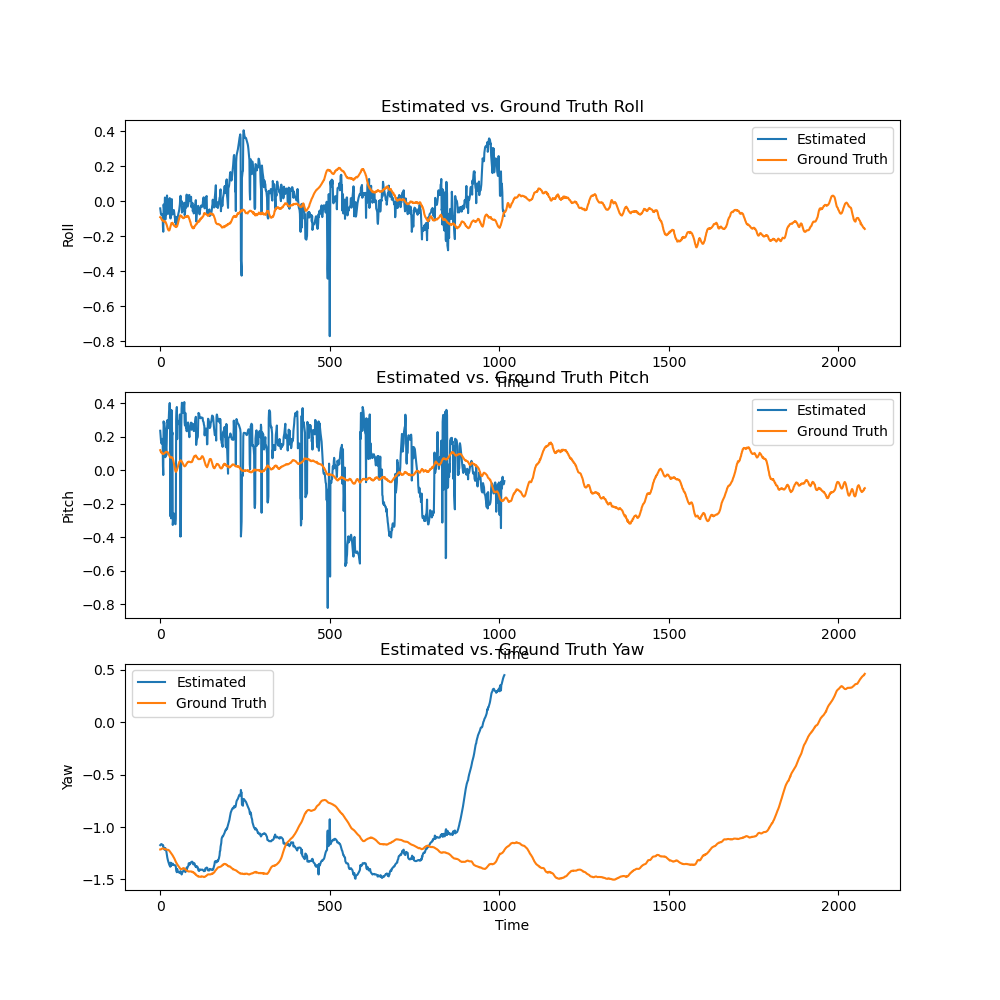 Estimated vs. Ground Truth Roll
Estimated
Ground Truth
0.4
0.2
0.0
−0.2
−0.4
−0.6
−0.8
Roll
0
500
1000
1500
2000
Time
Estimated vs. Ground Truth Pitch
Estimated
Ground Truth
0.4
0.2
0.0
−0.2
−0.4
−0.6
−0.8
Pitch
0
500
1000
1500
2000
Time
Estimated vs. Ground Truth Yaw
Estimated
Ground Truth
0.5
0.0
−0.5
−1.0
−1.5
Yaw
0
500
1000
1500
2000
Time